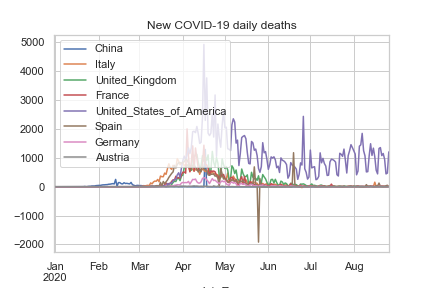 New COVID-19 daily deaths
5000
4000
3000
2000
1000
0
−1000
−2000
China
Italy
United_Kingdom
France
United_States_of_America
Spain
Germany
Austria
Jan Feb Mar Apr May Jun Jul Aug
2020